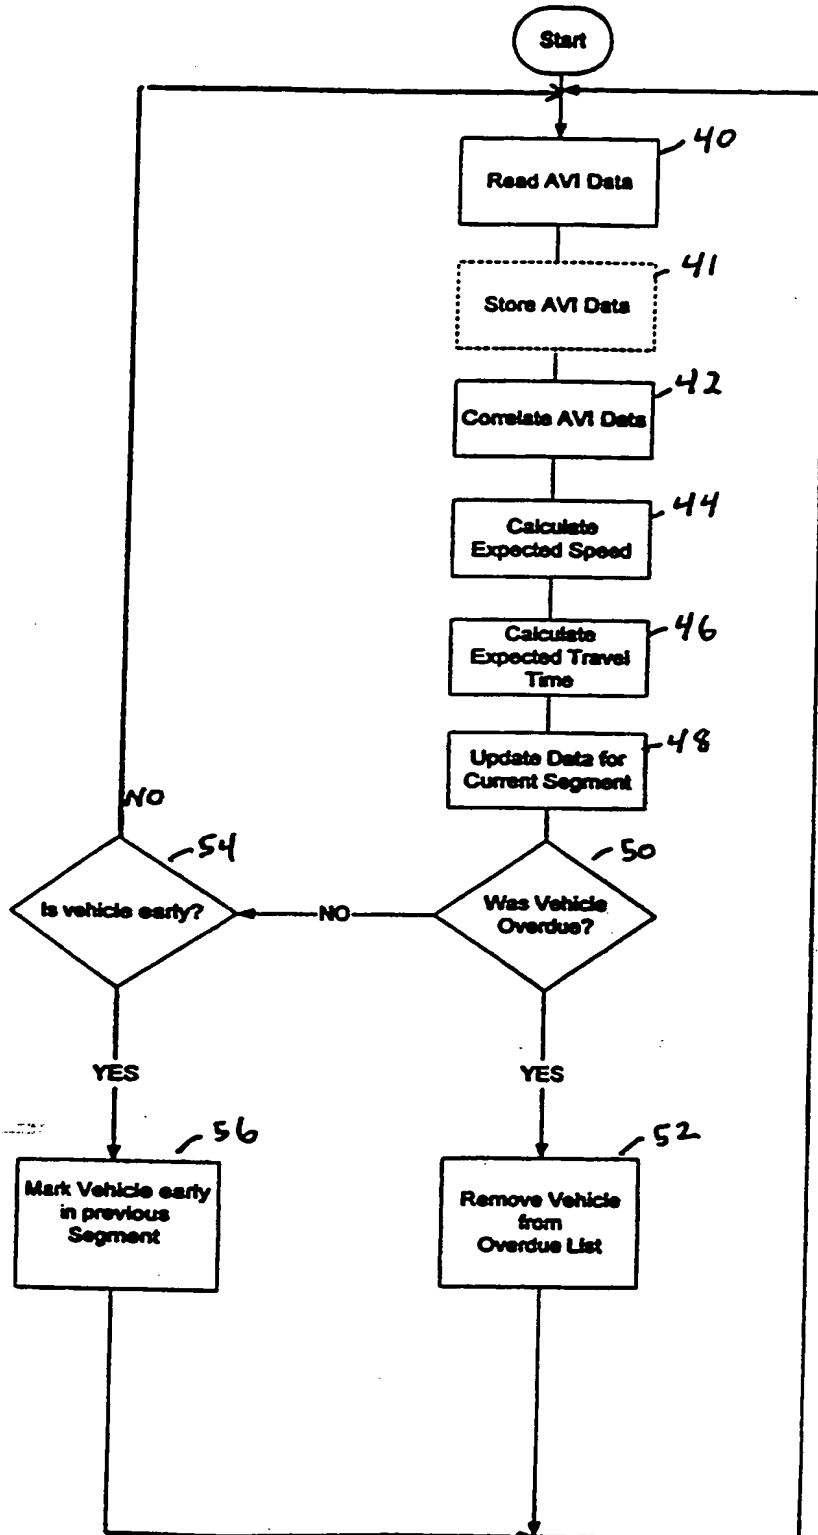 Start
40
Read AVI Data
41
Store AVI Data
42
Correlate AVI Data
44
Calculate
Expected Speed
46
Calculate
Expected Travel
Time
48
Update Data for
Current Segment
NO
54
50
Is vehicle early?
NO
Was Vehicle
Overdue?
YES
YES
56
52
Mark Vehicle early
in previous
Segment
Remove Vehicle
from
Overdue List